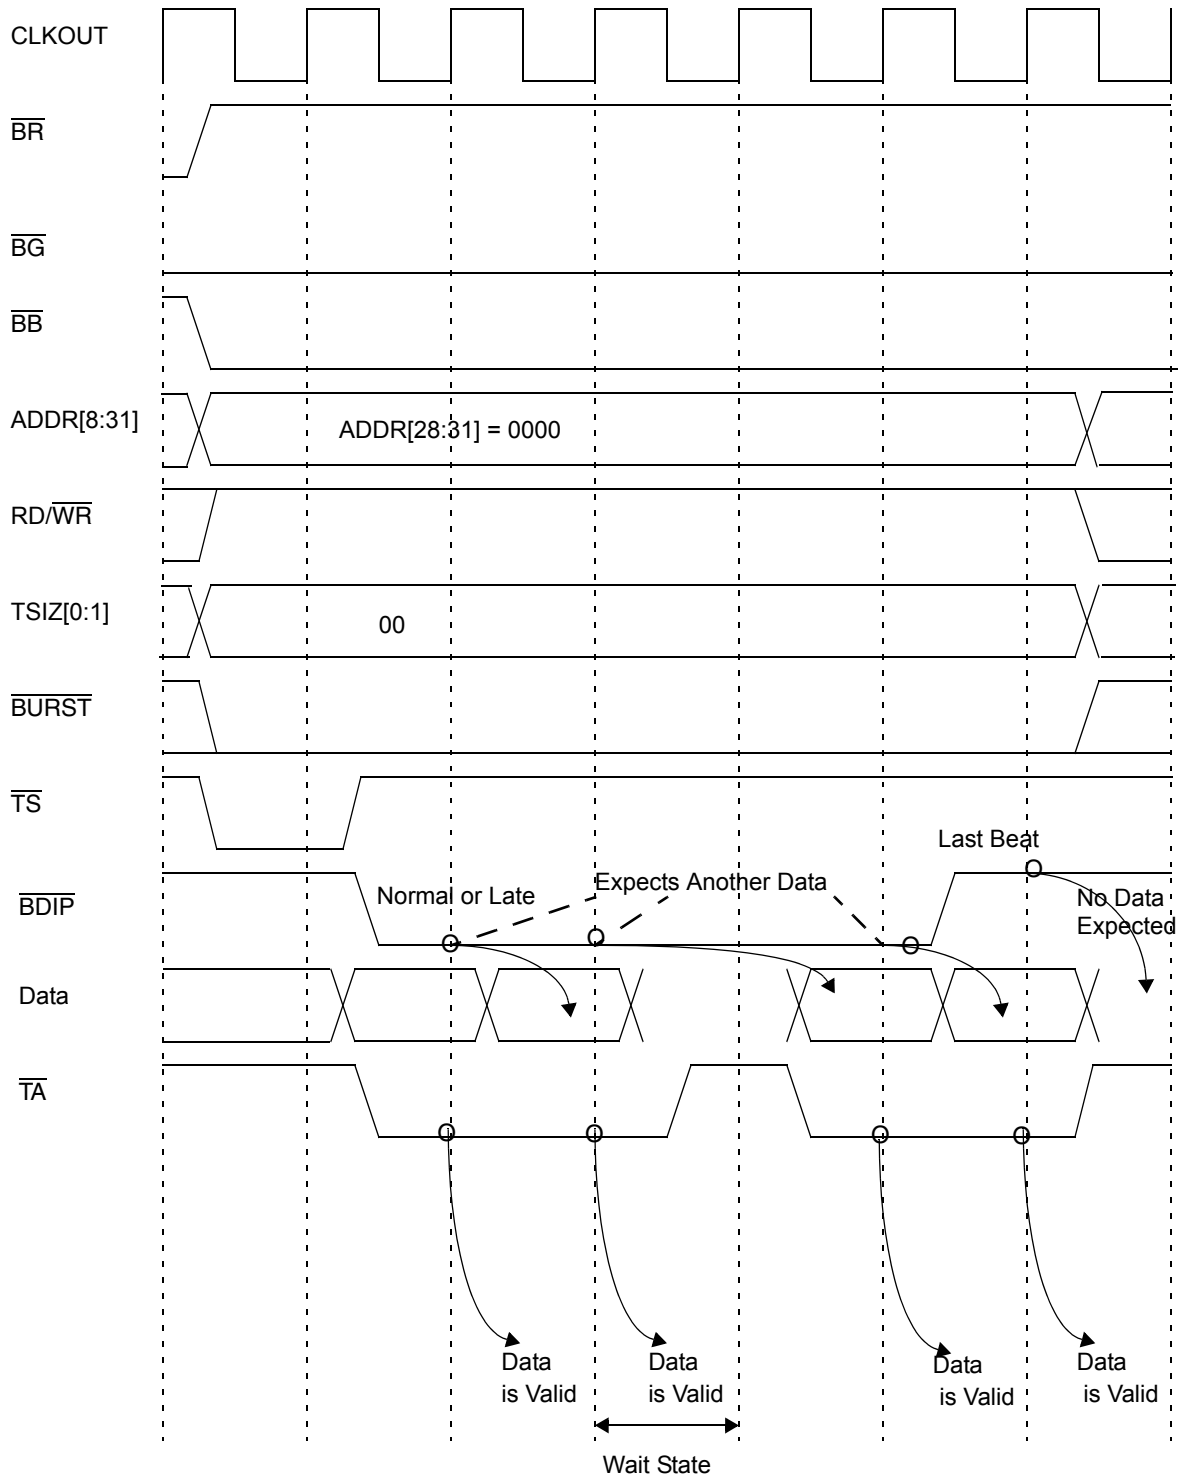 CLKOUT
BR
BG
BB
ADDR[8:31]
ADDR[28:31] = 0000
RD/WR
TSIZ[0:1]
00
BURST
TS
Last Beat
BDIP
Normal or Late
Expects Another Data
No Data
Expected
Data
TA
Data
is Valid
Data
is Valid
Data
is Valid
Data
is Valid
Wait State